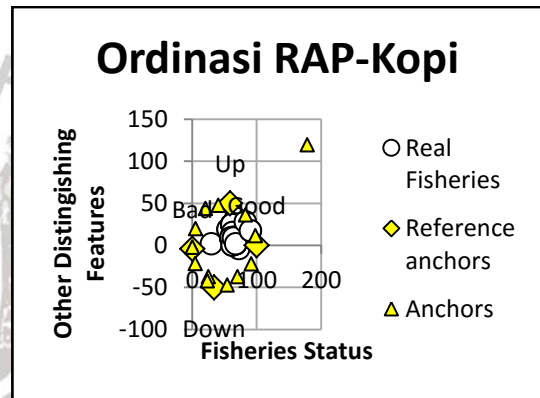 Ordinasi RAP-Kopi
150
100
50
0
-50
-100
0
100
200
Up
Good
Bad
Down
Other Distingishing
Features
Fisheries Status
Real
Fisheries
Reference
anchors
Anchors